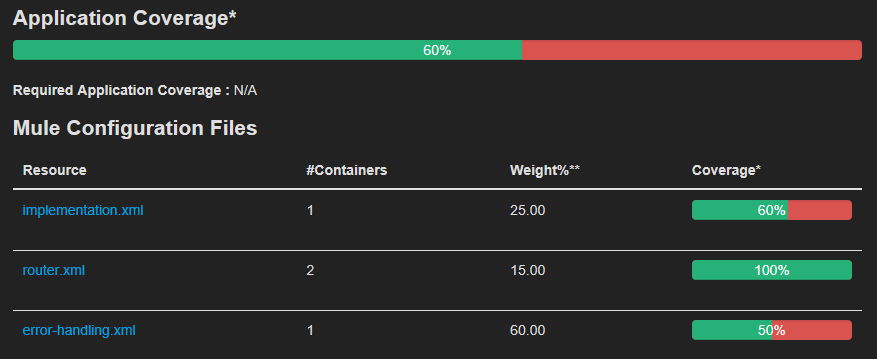 Application Coverage*
60%
Required Application Coverage : N/A
Mule Configuration Files
Resource #Containers Weight%** Coverage*
implementation.xml 1 25.00 60%
router.xml 2 15.00 100%
error-handling.xml 1 60.00 50%